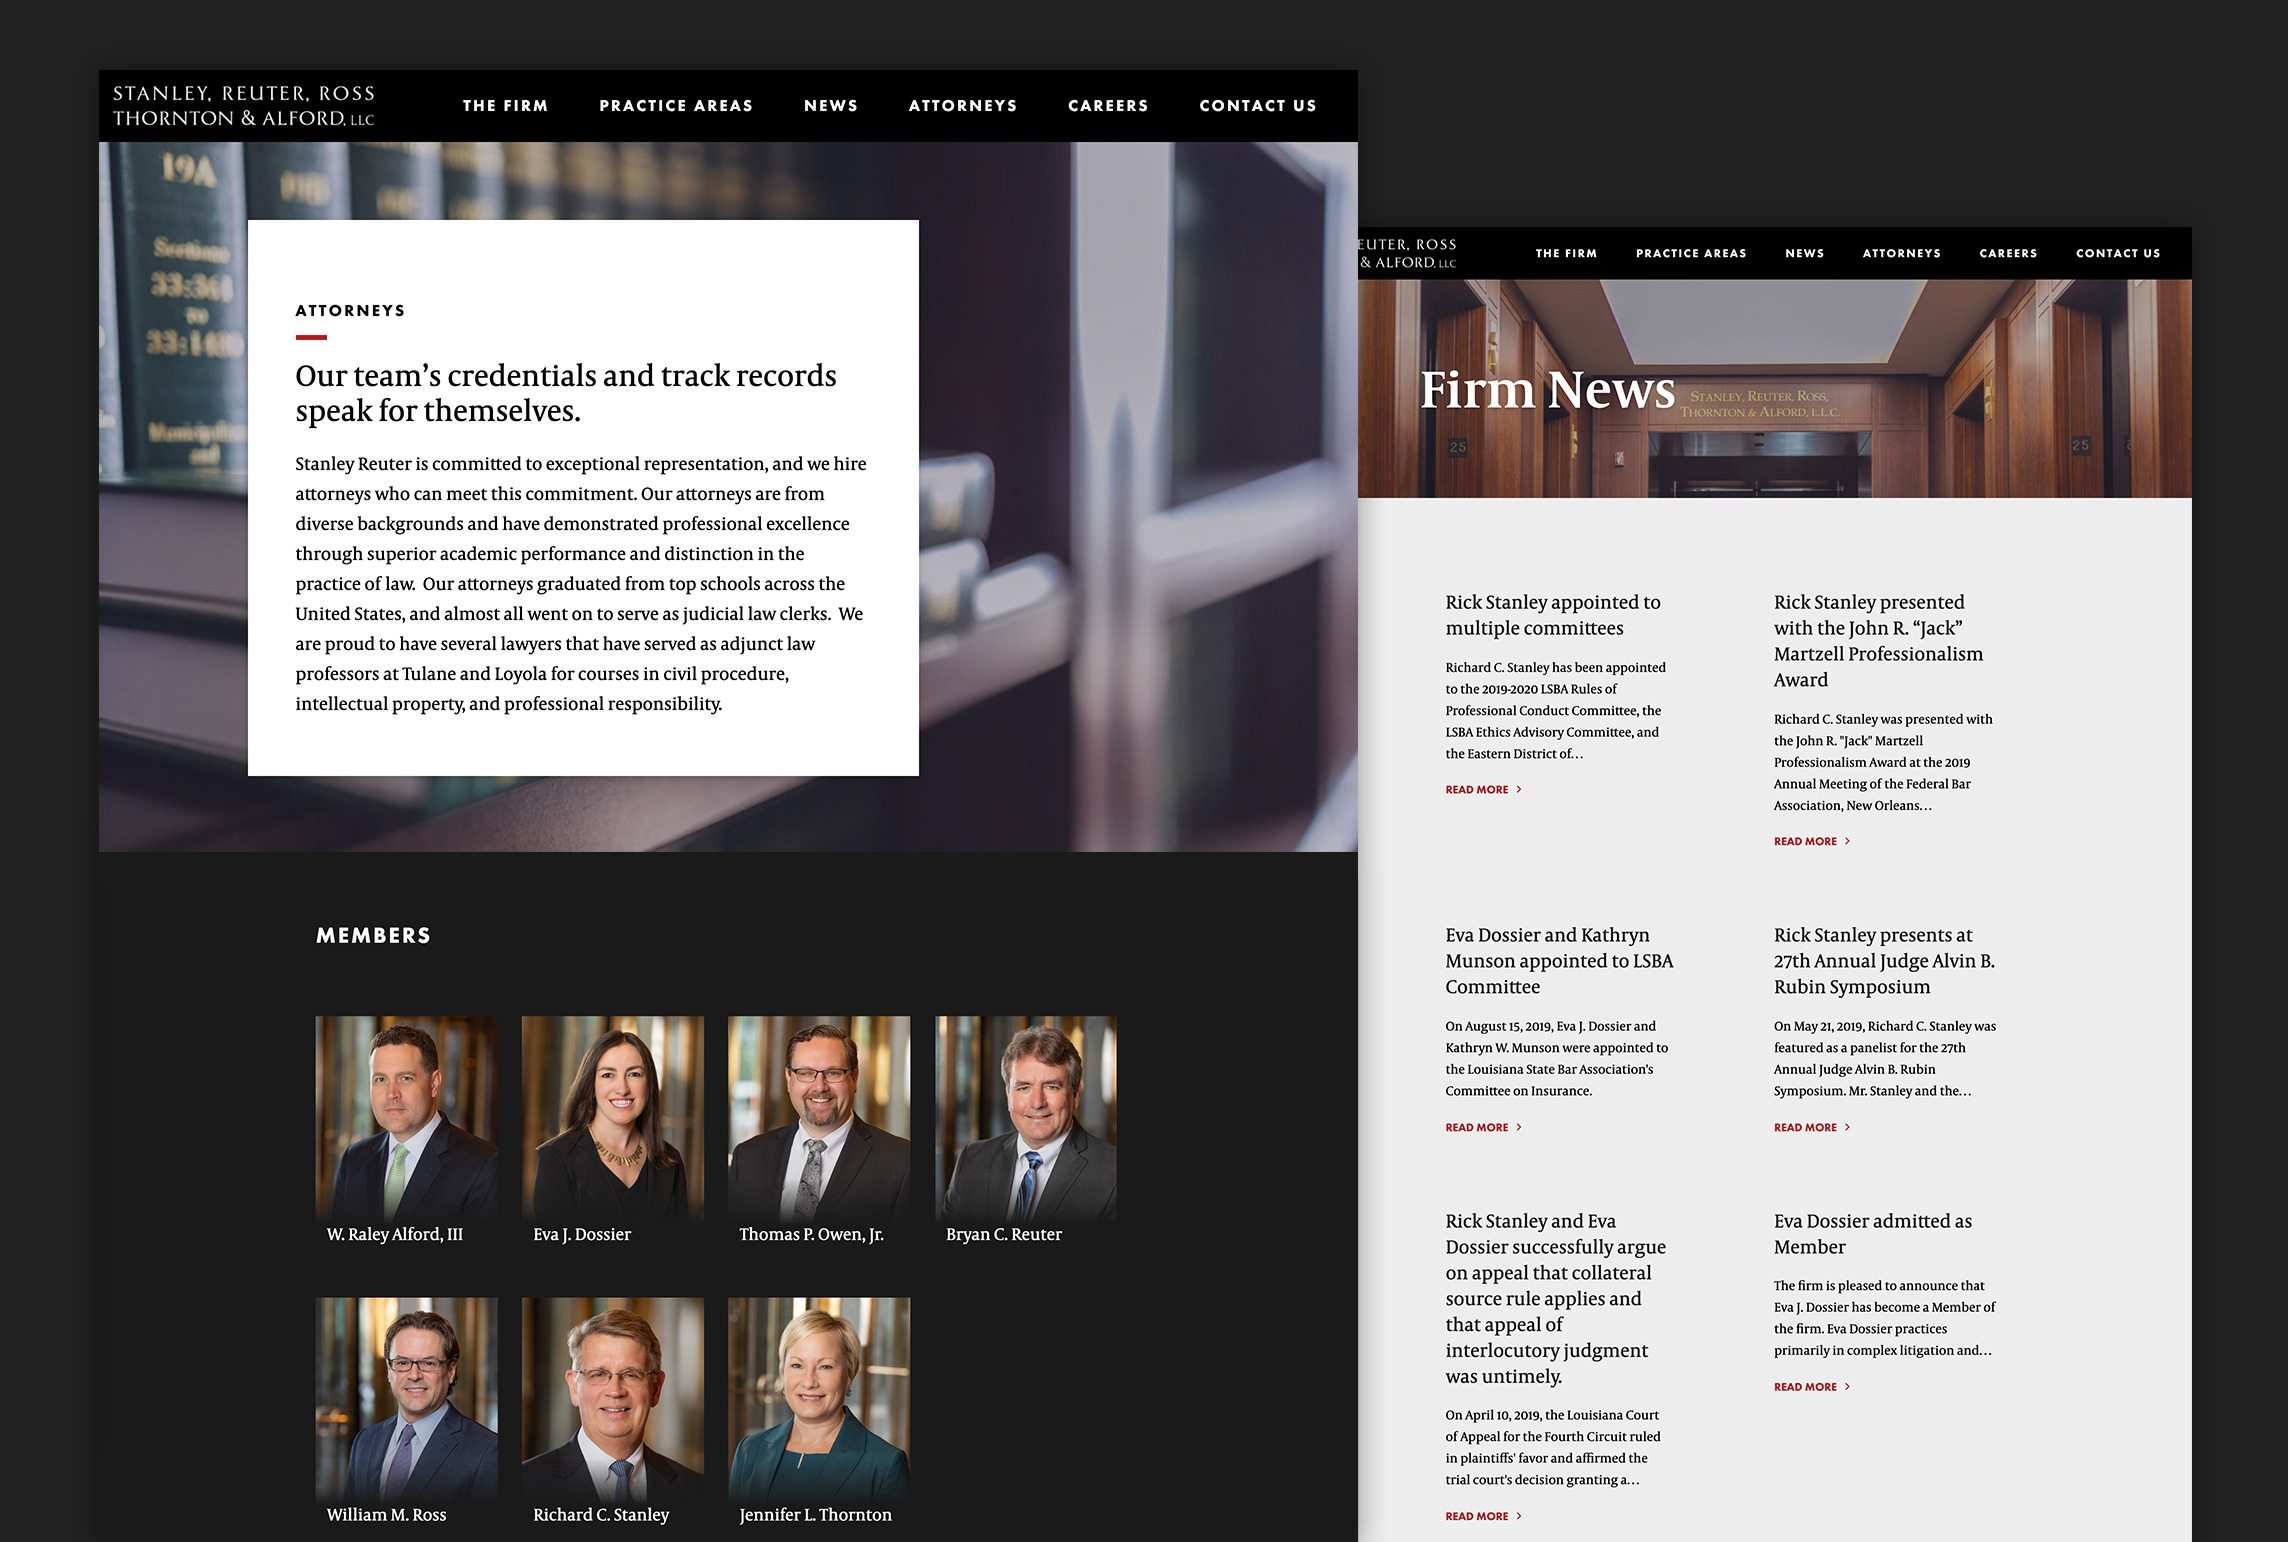 STANLEY, REUTER, ROSS
THORNTON & ALFORD, LLC
THE FIRM
PRACTICE AREAS
NEWS
ATTORNEYS
CAREERS
CONTACT US
19A
Sections
33:361
to
33:1480
Municipalities
and
ATTORNEYS
Our team’s credentials and track records
speak for themselves.
Stanley Reuter is committed to exceptional representation, and we hire
attorneys who can meet this commitment. Our attorneys are from
diverse backgrounds and have demonstrated professional excellence
through superior academic performance and distinction in the
practice of law.  Our attorneys graduated from top schools across the
United States, and almost all went on to serve as judicial law clerks.  We
are proud to have several lawyers that have served as adjunct law
professors at Tulane and Loyola for courses in civil procedure,
intellectual property, and professional responsibility.
MEMBERS
W. Raley Alford, III
Eva J. Dossier
Thomas P. Owen, Jr.
Bryan C. Reuter
William M. Ross
Richard C. Stanley
Jennifer L. Thornton
EUTER, ROSS
& ALFORD, LLC
THE FIRM
PRACTICE AREAS
NEWS
ATTORNEYS
CAREERS
CONTACT US
Firm News
STANLEY, REUTER, ROSS,
THORNTON & ALFORD, L.L.C.
25
25
Rick Stanley appointed to
multiple committees
Richard C. Stanley has been appointed
to the 2019-2020 LSBA Rules of
Professional Conduct Committee, the
LSBA Ethics Advisory Committee, and
the Eastern District of…
READ MORE >
Rick Stanley presented
with the John R. “Jack”
Martzell Professionalism
Award
Richard C. Stanley was presented with
the John R. "Jack" Martzell
Professionalism Award at the 2019
Annual Meeting of the Federal Bar
Association, New Orleans…
READ MORE >
Eva Dossier and Kathryn
Munson appointed to LSBA
Committee
On August 15, 2019, Eva J. Dossier and
Kathryn W. Munson were appointed to
the Louisiana State Bar Association's
Committee on Insurance.
READ MORE >
Rick Stanley presents at
27th Annual Judge Alvin B.
Rubin Symposium
On May 21, 2019, Richard C. Stanley was
featured as a panelist for the 27th
Annual Judge Alvin B. Rubin
Symposium. Mr. Stanley and the…
READ MORE >
Rick Stanley and Eva
Dossier successfully argue
on appeal that collateral
source rule applies and
that appeal of
interlocutory judgment
was untimely.
On April 10, 2019, the Louisiana Court
of Appeal for the Fourth Circuit ruled
in plaintiffs' favor and affirmed the
trial court's decision granting a…
READ MORE >
Eva Dossier admitted as
Member
The firm is pleased to announce that
Eva J. Dossier has become a Member of
the firm. Eva Dossier practices
primarily in complex litigation and…
READ MORE >